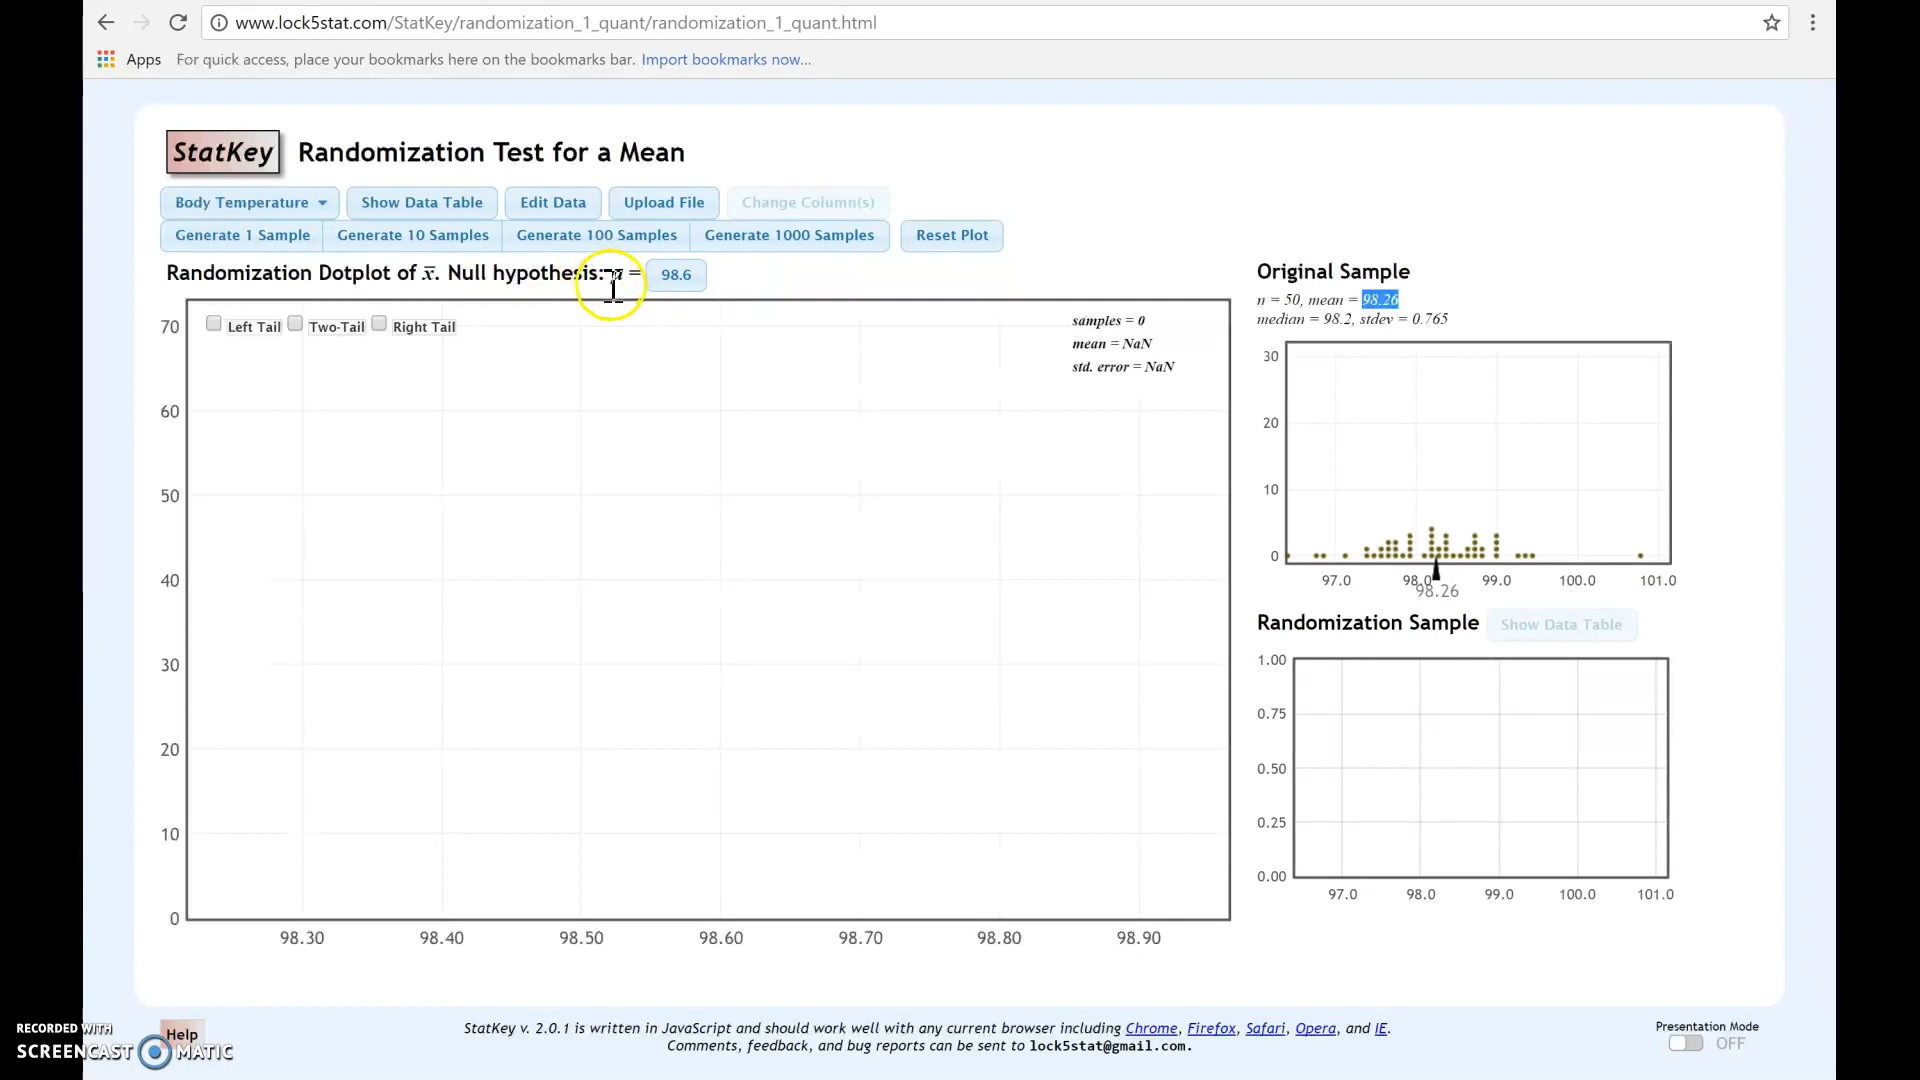 www.lock5stat.com/StatKey/randomization_1_quant/randomization_1_quant.html
Apps For quick access, place your bookmarks here on the bookmarks bar. Import bookmarks now...
StatKey Randomization Test for a Mean
Body Temperature Show Data Table Edit Data Upload File Change Column(s)
Generate 1 Sample Generate 10 Samples Generate 100 Samples Generate 1000 Samples Reset Plot
Randomization Dotplot of x̄. Null hypothesis: = 98.6
Left Tail Two-Tail Right Tail
samples = 0
mean = NaN
std. error = NaN
70
60
50
40
30
20
10
0
98.30 98.40 98.50 98.60 98.70 98.80 98.90
Original Sample
n = 50, mean = 98.26
median = 98.2, stdev = 0.765
30
20
10
0
97.0 98.0 99.0 100.0 101.0
98.26
Randomization Sample Show Data Table
1.00
0.75
0.50
0.25
0.00
97.0 98.0 99.0 100.0 101.0
Help
StatKey v. 2.0.1 is written in JavaScript and should work well with any current browser including Chrome, Firefox, Safari, Opera, and IE.
Comments, feedback, and bug reports can be sent to lock5stat@gmail.com.
Presentation Mode
OFF
RECORDED WITH
SCREENCAST MATIC